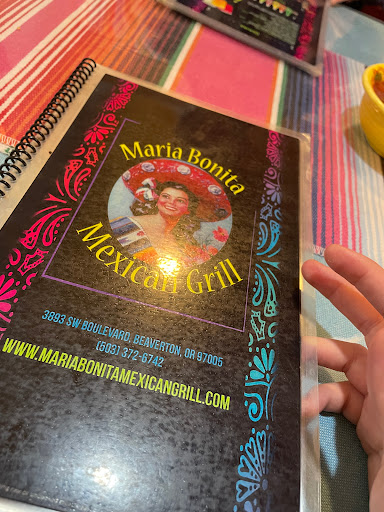 Maria Bonita
Mexican Grill
3893 SW BOULEVARD, BEAVERTON, OR 97005
(503) 372-6742
WWW.MARIABONITAMEXICANGRILL.COM